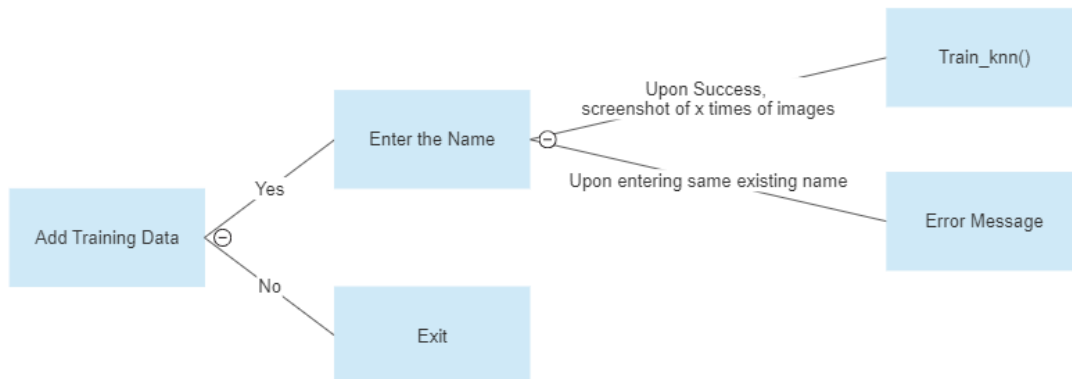 Train_knn()
Upon Success,
screenshot of x times of images
Enter the Name
Upon entering same existing name
Yes
Error Message
Add Training Data
No
Exit